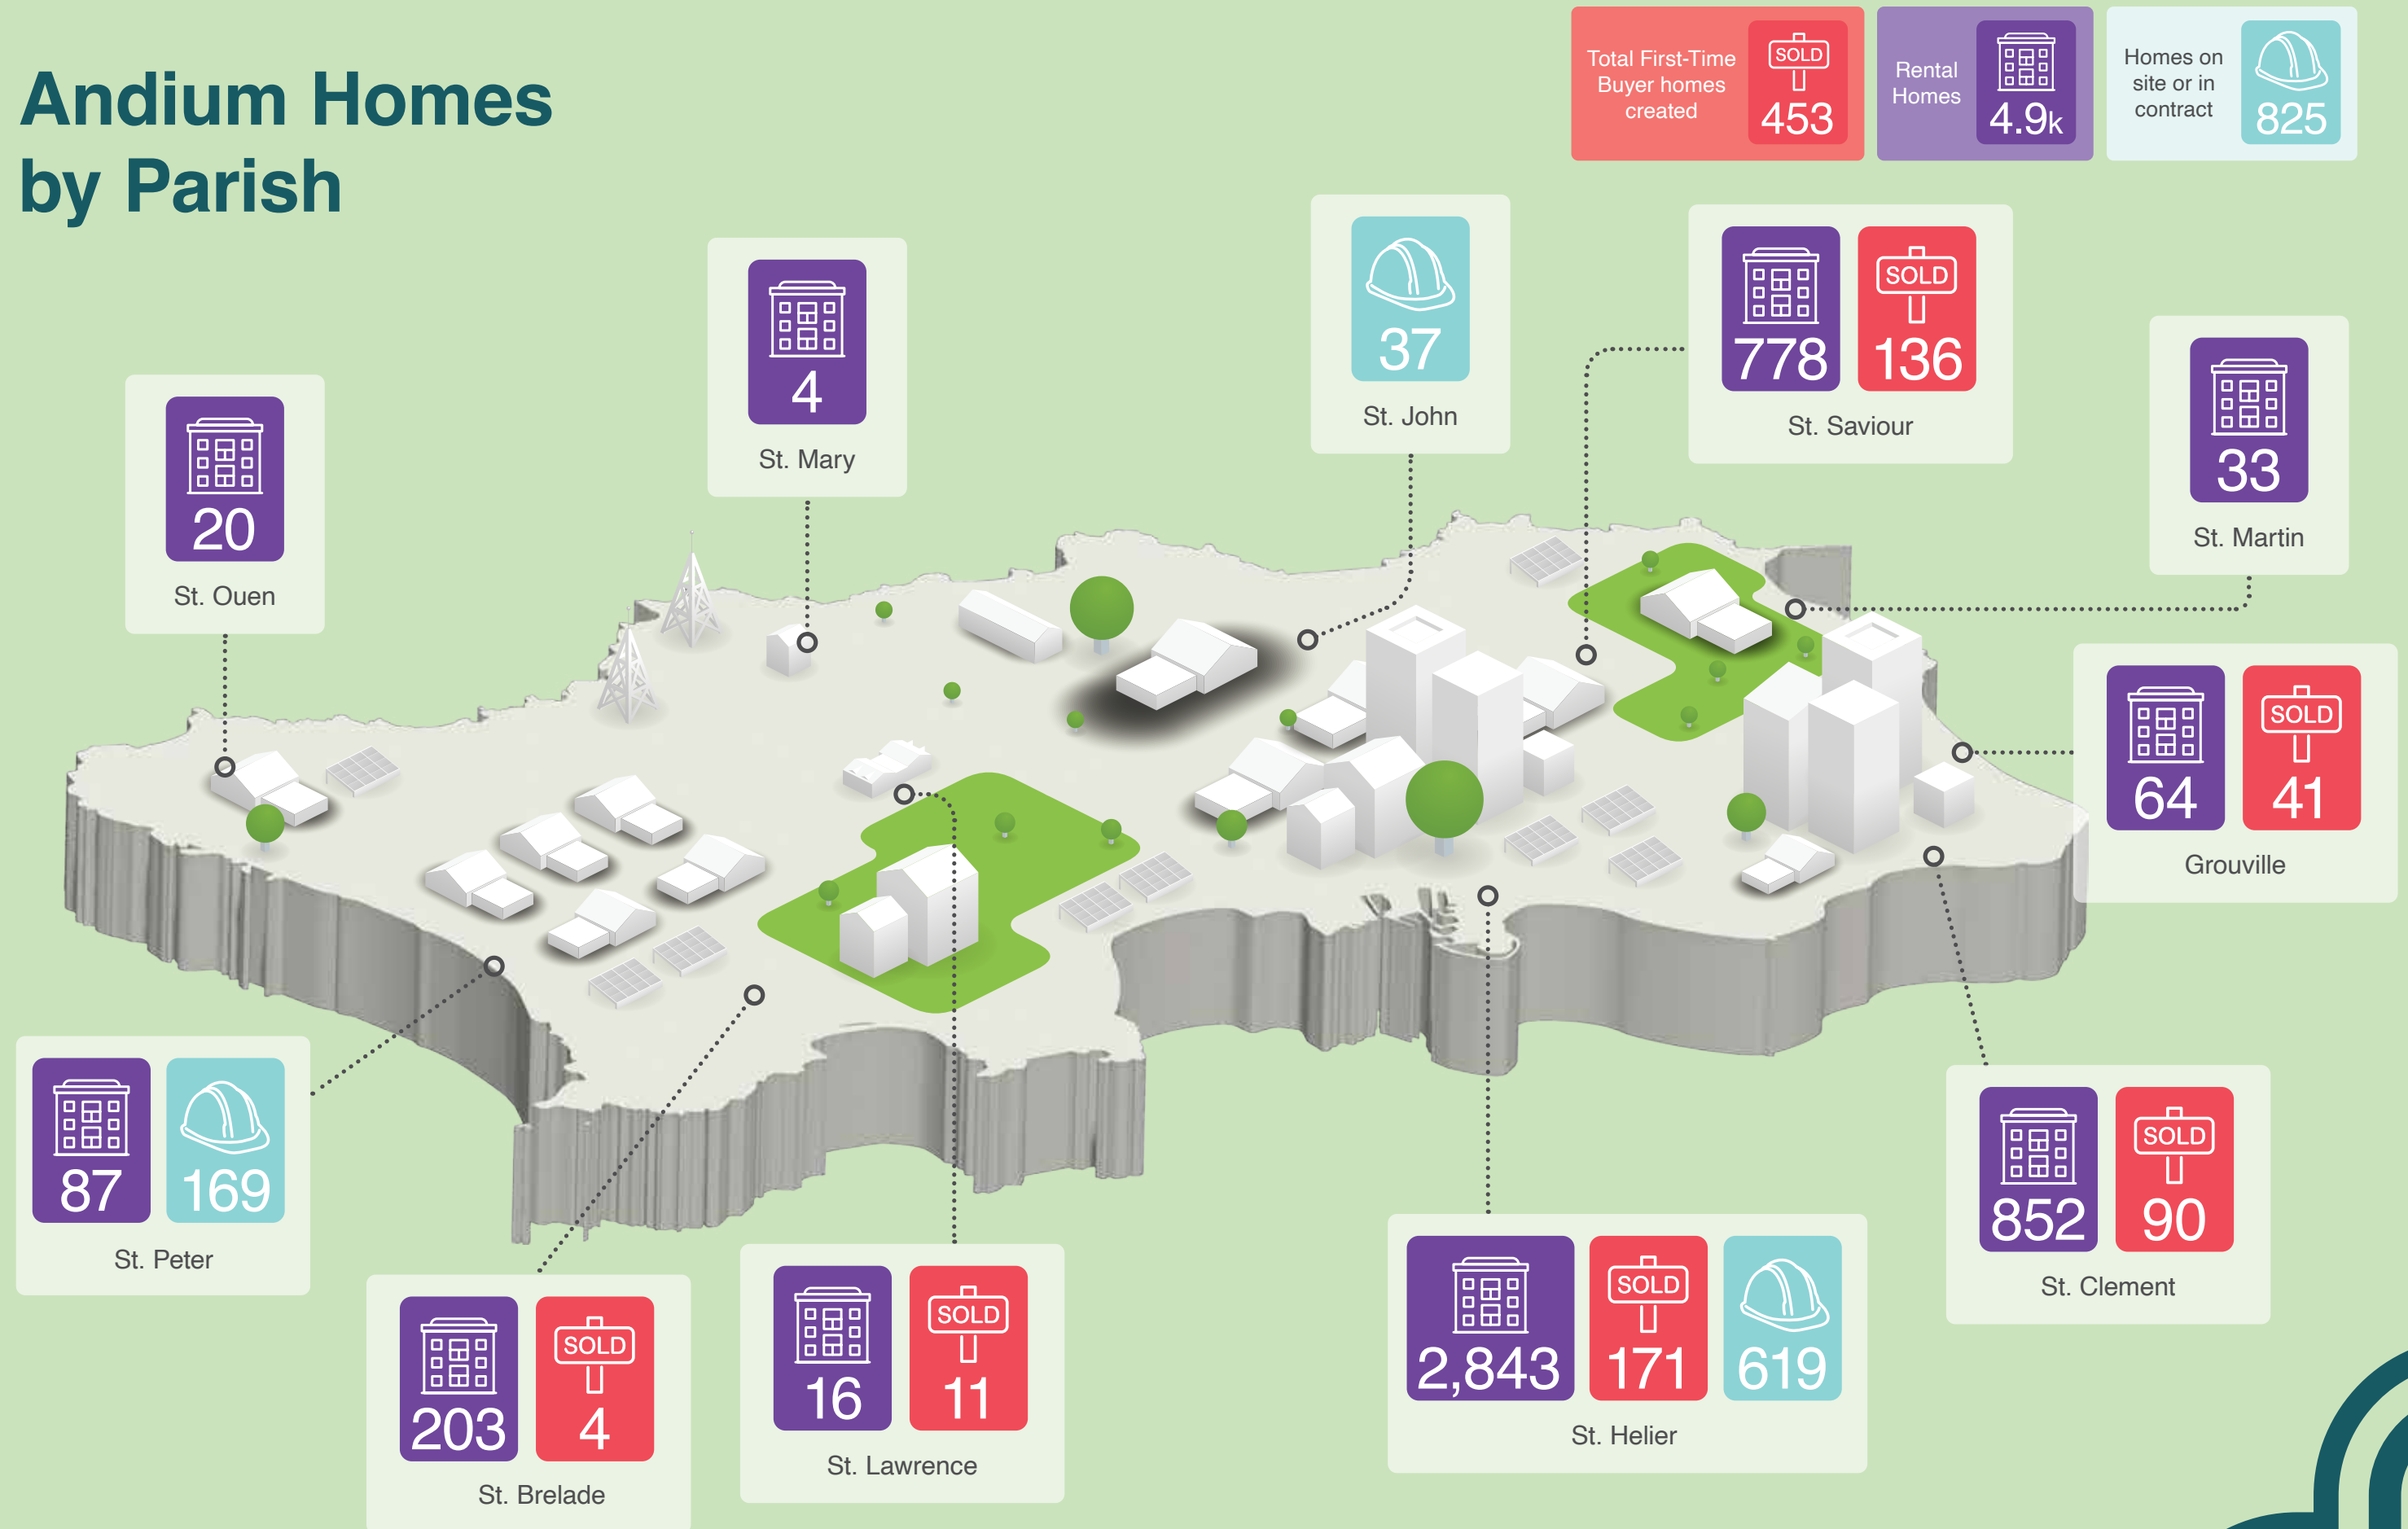 Andium Homes
by Parish
Total First-Time
Buyer homes
created
SOLD
453
Rental
Homes
4.9k
Homes on
site or in
contract
825
20
St. Ouen
4
St. Mary
37
St. John
778
SOLD
136
St. Saviour
33
St. Martin
64
SOLD
41
Grouville
87
169
St. Peter
203
SOLD
4
St. Brelade
16
SOLD
11
St. Lawrence
2,843
SOLD
171
619
St. Helier
852
SOLD
90
St. Clement